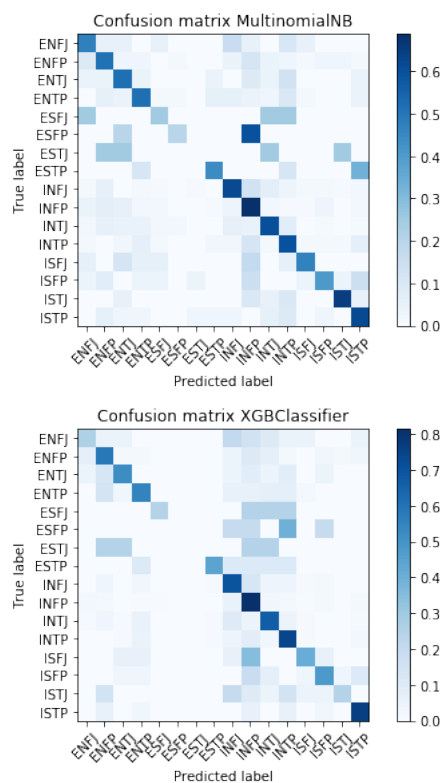 Confusion matrix MultinomialNB
True label
ENFJ
ENFP
ENTJ
ENTP
ESFJ
ESFP
ESTJ
ESTP
INFJ
INFP
INTJ
INTP
ISFJ
ISFP
ISTJ
ISTP
ENFJ
ENFP
ENTJ
ENTP
ESFJ
ESFP
ESTJ
ESTP
INFJ
INFP
INTJ
INTP
ISFJ
ISFP
ISTJ
ISTP
Predicted label
0.6
0.5
0.4
0.3
0.2
0.1
0.0
Confusion matrix XGBClassifier
True label
ENFJ
ENFP
ENTJ
ENTP
ESFJ
ESFP
ESTJ
ESTP
INFJ
INFP
INTJ
INTP
ISFJ
ISFP
ISTJ
ISTP
ENFJ
ENFP
ENTJ
ENTP
ESFJ
ESFP
ESTJ
ESTP
INFJ
INFP
INTJ
INTP
ISFJ
ISFP
ISTJ
ISTP
Predicted label
0.8
0.7
0.6
0.5
0.4
0.3
0.2
0.1
0.0